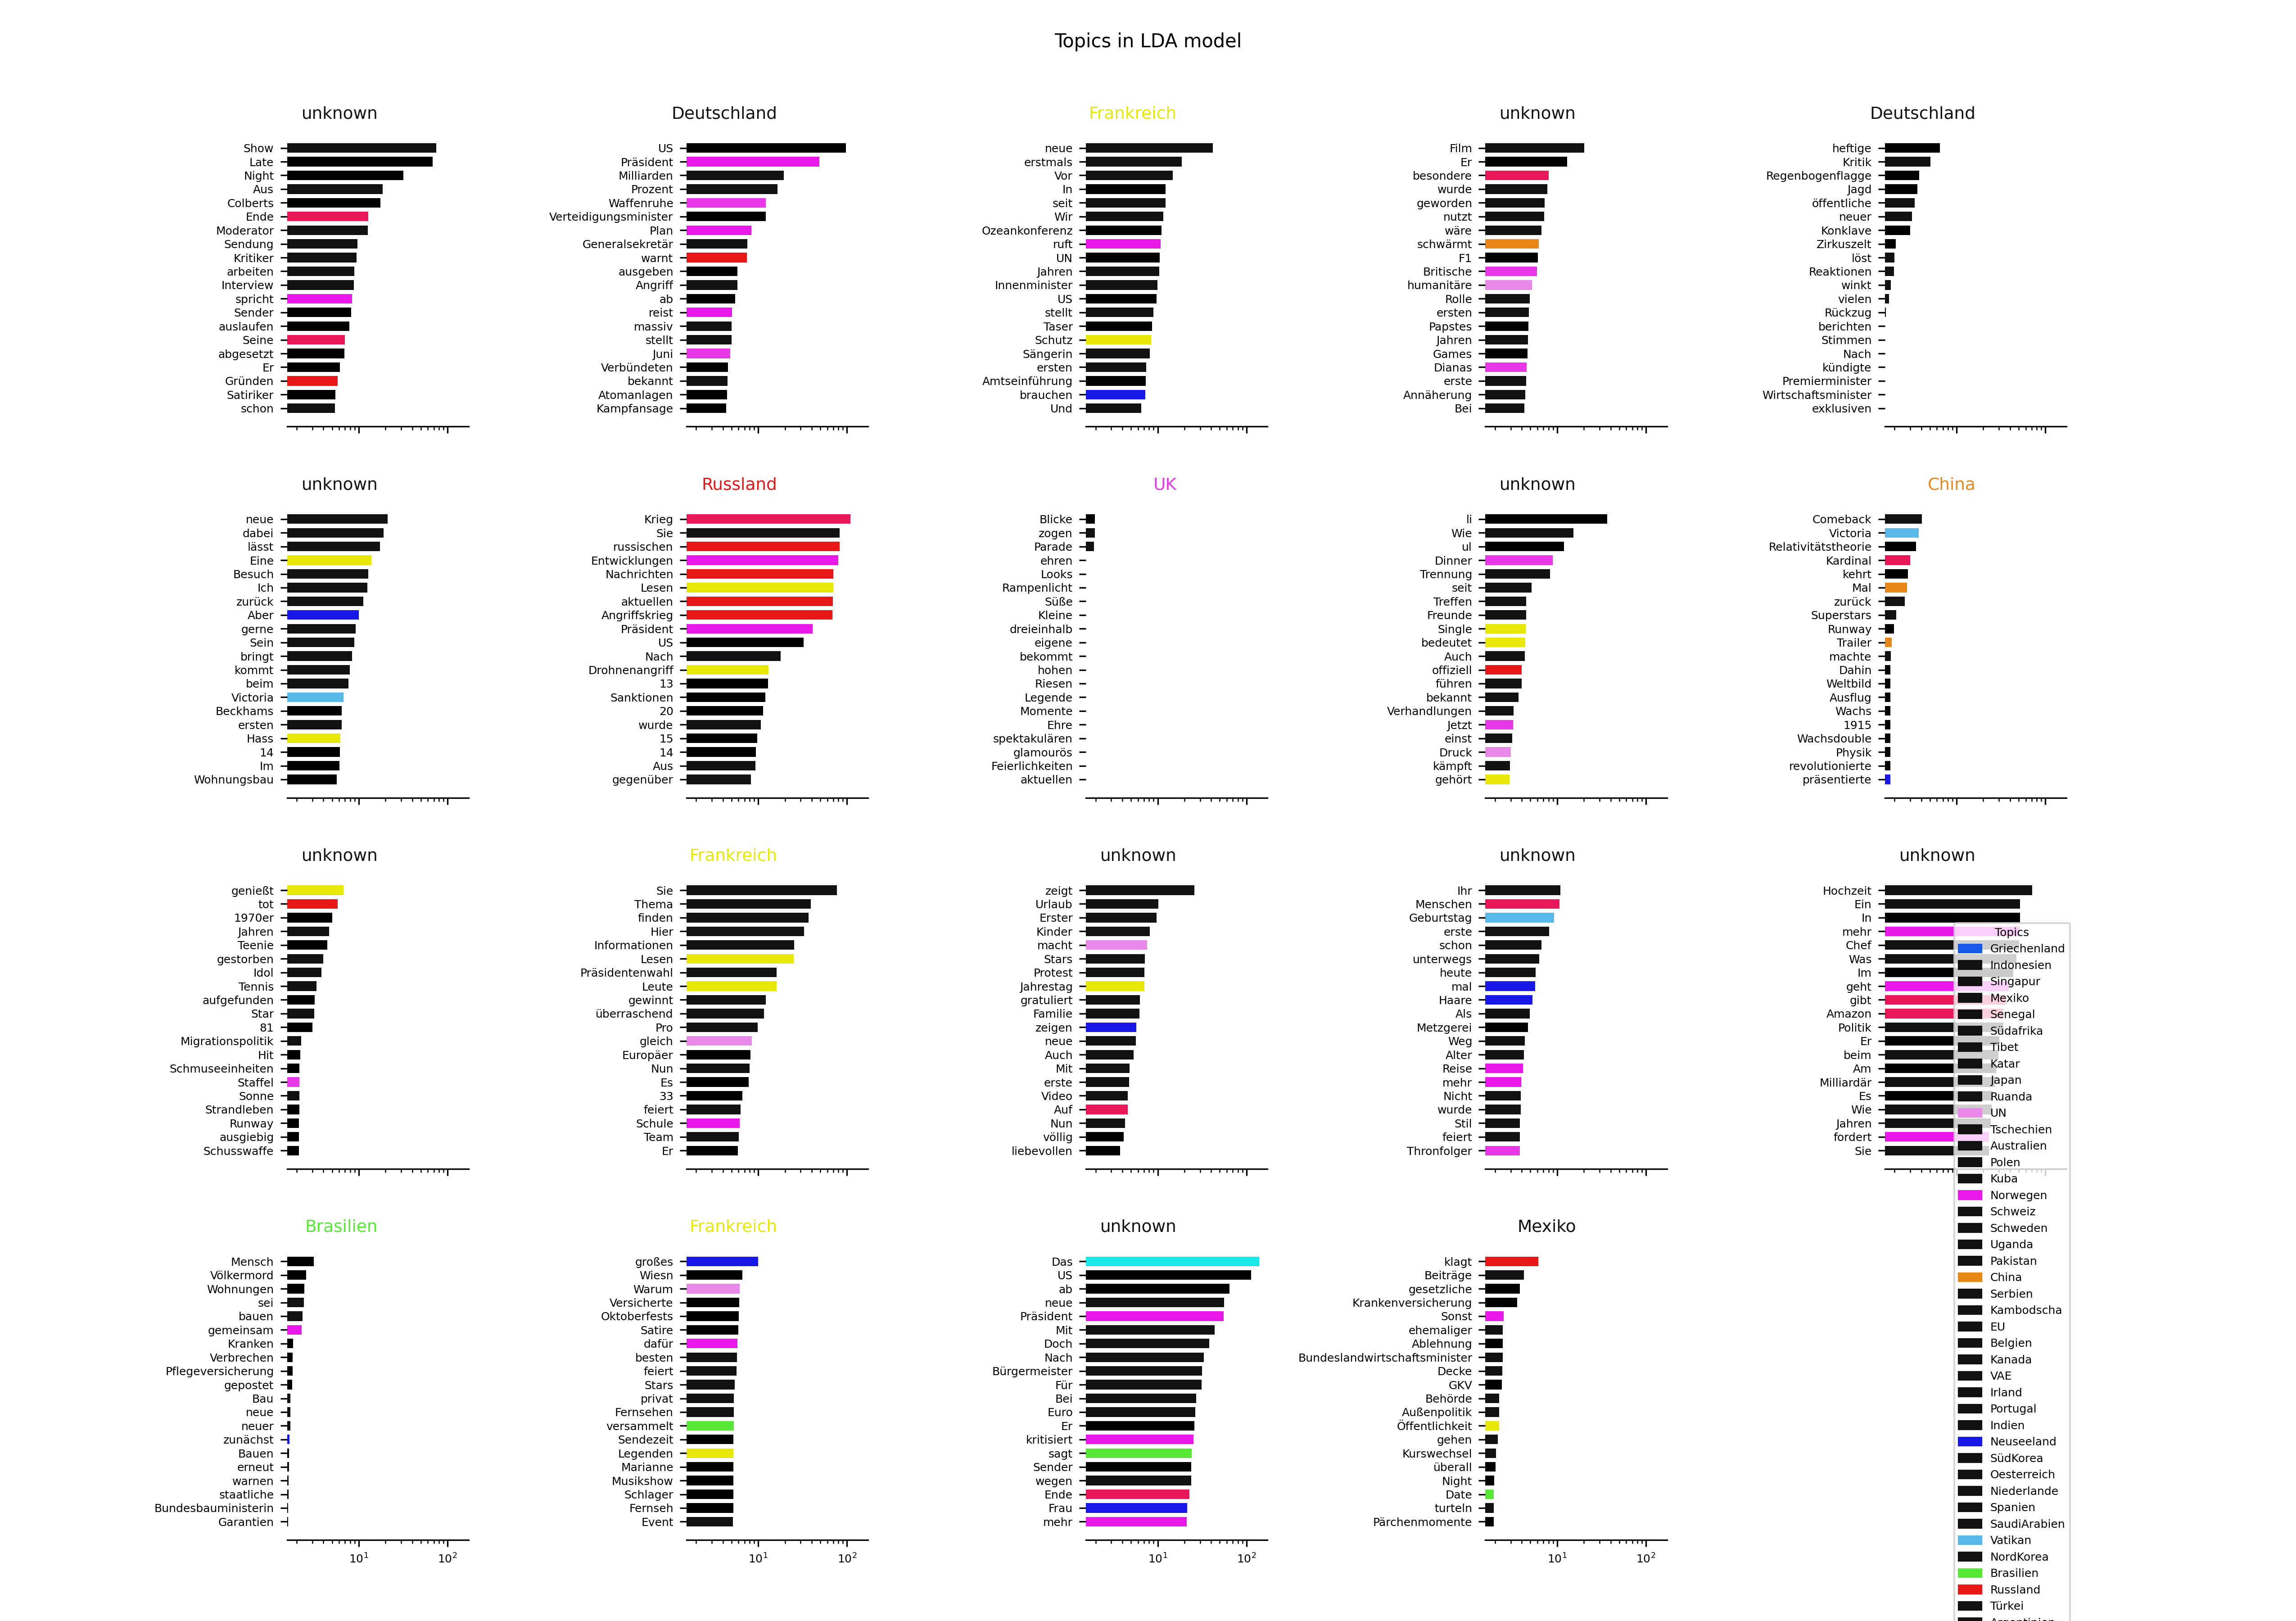 Topics in LDA model
unknown
Show
Late
Night
Aus
Colberts
Ende
Moderator
Sendung
Kritiker
arbeiten
Interview
spricht
Sender
auslaufen
Seine
abgesetzt
Er
Gründen
Satiriker
schon
Deutschland
US
Präsident
Milliarden
Prozent
Waffenruhe
Verteidigungsminister
Plan
Generalsekretär
warnt
ausgeben
Angriff
ab
reist
massiv
stellt
Juni
Verbündeten
bekannt
Atomanlagen
Kampfansage
Frankreich
neue
erstmals
Vor
In
seit
Wir
Ozeankonferenz
ruft
UN
Jahren
Innenminister
US
stellt
Taser
Schutz
Sängerin
ersten
Amtseinführung
brauchen
Und
unknown
Film
Er
besondere
wurde
geworden
nutzt
wäre
schwärmt
F1
Britische
humanitäre
Rolle
ersten
Papstes
Jahren
Games
Dianas
erste
Annäherung
Bei
Deutschland
heftige
Kritik
Regenbogenflagge
Jagd
öffentliche
neuer
Konklave
Zirkuszelt
löst
Reaktionen
winkt
vielen
Rückzug
berichten
Stimmen
Nach
kündigte
Premierminister
Wirtschaftsminister
exklusiven
unknown
neue
dabei
lässt
Eine
Besuch
Ich
zurück
Aber
gerne
Sein
bringt
kommt
beim
Victoria
Beckhams
ersten
Hass
14
Im
Wohnungsbau
Russland
Krieg
Sie
russischen
Entwicklungen
Nachrichten
Lesen
aktuellen
Angriffskrieg
Präsident
US
Nach
Drohnenangriff
13
Sanktionen
20
wurde
15
14
Aus
gegenüber
UK
Blicke
zogen
Parade
ehren
Looks
Rampenlicht
Süße
Kleine
dreieinhalb
eigene
bekommt
hohen
Riesen
Legende
Momente
Ehre
spektakulären
glamourös
Feierlichkeiten
aktuellen
unknown
li
Wie
ul
Dinner
Trennung
seit
Treffen
Freunde
Single
bedeutet
Auch
offiziell
führen
bekannt
Verhandlungen
Jetzt
einst
Druck
kämpft
gehört
China
Comeback
Victoria
Relativitätstheorie
Kardinal
kehrt
Mal
zurück
Superstars
Runway
Trailer
machte
Dahin
Weltbild
Ausflug
Wachs
1915
Wachsdouble
Physik
revolutionierte
präsentierte
unknown
genießt
tot
1970er
Jahren
Teenie
gestorben
Idol
Tennis
aufgefunden
Star
81
Migrationspolitik
Hit
Schmuseeinheiten
Staffel
Sonne
Strandleben
Runway
ausgiebig
Schusswaffe
Frankreich
Sie
Thema
finden
Hier
Informationen
Lesen
Präsidentenwahl
Leute
gewinnt
überraschend
Pro
gleich
Europäer
Nun
Es
33
feiert
Schule
Team
Er
unknown
zeigt
Urlaub
Erster
Kinder
macht
Stars
Protest
Jahrestag
gratuliert
Familie
zeigen
neue
Auch
Mit
erste
Video
Auf
Nun
völlig
liebevollen
unknown
Ihr
Menschen
Geburtstag
erste
schon
unterwegs
heute
mal
Haare
Als
Metzgerei
Weg
Alter
Reise
mehr
Nicht
wurde
Stil
feiert
Thronfolger
unknown
Hochzeit
Ein
In
mehr
Chef
Was
Im
geht
gibt
Amazon
Politik
Er
beim
Am
Milliardär
Es
Wie
Jahren
fordert
Sie
Brasilien
Mensch
Völkermord
Wohnungen
sei
bauen
gemeinsam
Kranken
Verbrechen
Pflegeversicherung
gepostet
Bau
neue
neuer
zunächst
Bauen
erneut
warnen
staatliche
Bundesbauministerin
Garantien
10¹ 10²
Frankreich
großes
Wiesn
Warum
Versicherte
Oktoberfests
Satire
dafür
besten
feiert
Stars
privat
Fernsehen
versammelt
Sendezeit
Legenden
Marianne
Musikshow
Schlager
Fernseh
Event
10¹ 10²
unknown
Das
US
ab
neue
Präsident
Mit
Doch
Nach
Bürgermeister
Für
Bei
Euro
Er
kritisiert
sagt
Sender
wegen
Ende
Frau
mehr
10¹ 10²
Mexiko
klagt
Beiträge
gesetzliche
Krankenversicherung
Sonst
ehemaliger
Ablehnung
Bundeslandwirtschaftsminister
Decke
GKV
Behörde
Außenpolitik
Öffentlichkeit
gehen
Kurswechsel
überall
Night
Date
turteln
Pärchenmomente
10¹ 10²
Topics
Griechenland
Indonesien
Singapur
Mexiko
Senegal
Südafrika
Tibet
Katar
Japan
Ruanda
UN
Tschechien
Australien
Polen
Kuba
Norwegen
Schweiz
Schweden
Uganda
Pakistan
China
Serbien
Kambodscha
EU
Belgien
Kanada
VAE
Irland
Portugal
Indien
Neuseeland
SüdKorea
Oesterreich
Niederlande
Spanien
SaudiArabien
Vatikan
NordKorea
Brasilien
Russland
Türkei